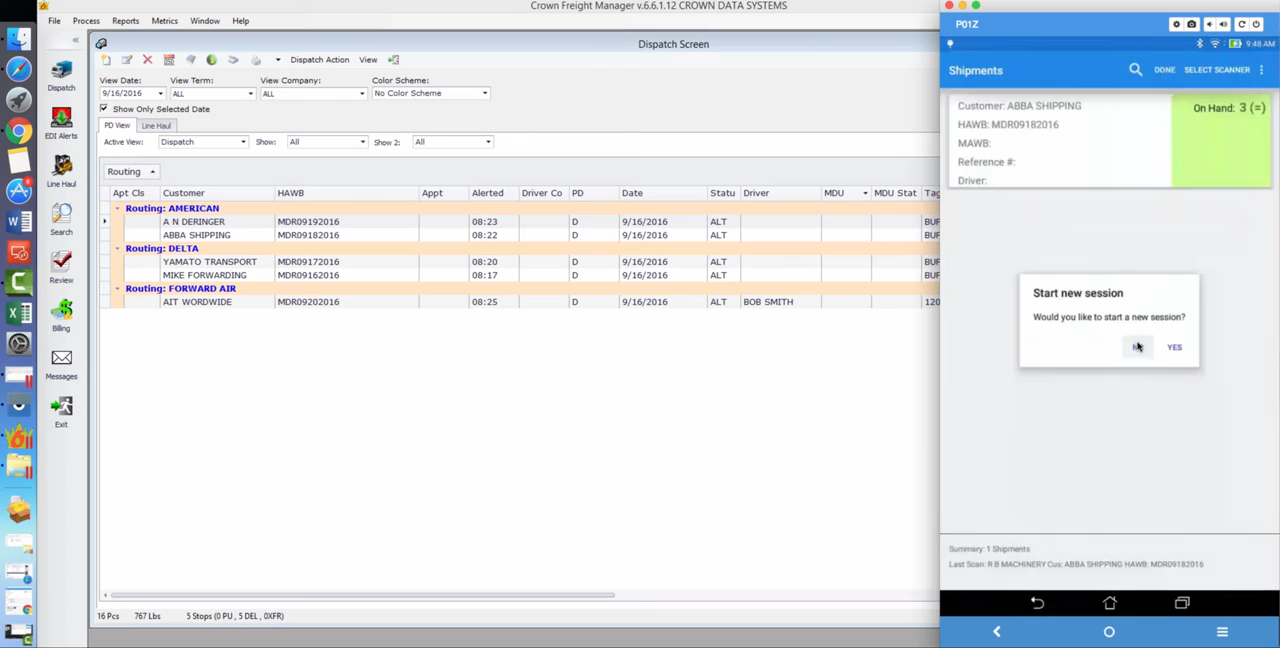 Crown Freight Manager v.6.6.1.12 CROWN DATA SYSTEMS
File Process Reports Metrics Window Help
Dispatch Screen
Dispatch Action View
View Date: View Term: View Company: Color Scheme:
9/16/2016 ALL ALL No Color Scheme
Show Only Selected Date
PD View Line Haul
Active View: Dispatch Show: All Show 2: All
Routing
Apt Cls Customer HAWB Appt Alerted Driver Co PD Date Statu Driver MDU MDU Stat Tag
Routing: AMERICAN
A N DERINGER MDR09192016 08:23 D 9/16/2016 ALT BUF
ABBA SHIPPING MDR09182016 08:22 D 9/16/2016 ALT BUF
Routing: DELTA
YAMATO TRANSPORT MDR09172016 08:20 D 9/16/2016 ALT BUF
MIKE FORWARDING MDR09162016 08:17 D 9/16/2016 ALT BUF
Routing: FORWARD AIR
AIT WORDWIDE MDR09202016 08:25 D 9/16/2016 ALT BOB SMITH 120
16 Pcs 767 Lbs 5 Stops (0 PU , 5 DEL , 0XFR)
Dispatch
EDI Alerts
Line Haul
Search
Review
Billing
Messages
Exit
P01Z
9:48 AM
Shipments DONE SELECT SCANNER
Customer: ABBA SHIPPING On Hand: 3 (=)
HAWB: MDR09182016
MAWB:
Reference #:
Driver:
Start new session
Would you like to start a new session?
YES
Summary: 1 Shipments
Last Scan: R B MACHINERY Cus: ABBA SHIPPING HAWB: MDR09182016